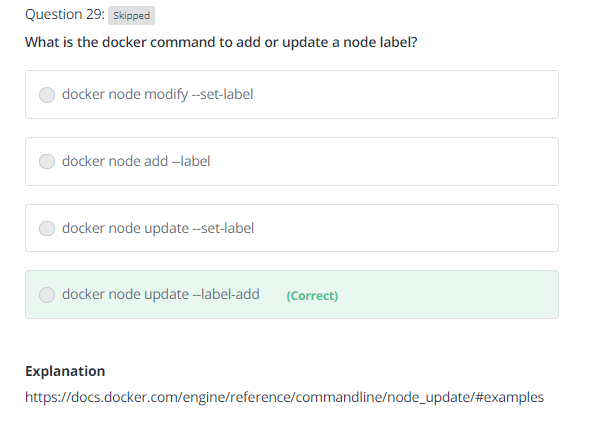 Question 29: Skipped
What is the docker command to add or update a node label?
docker node modify --set-label
docker node add --label
docker node update --set-label
docker node update --label-add (Correct)
Explanation
https://docs.docker.com/engine/reference/commandline/node_update/#examples